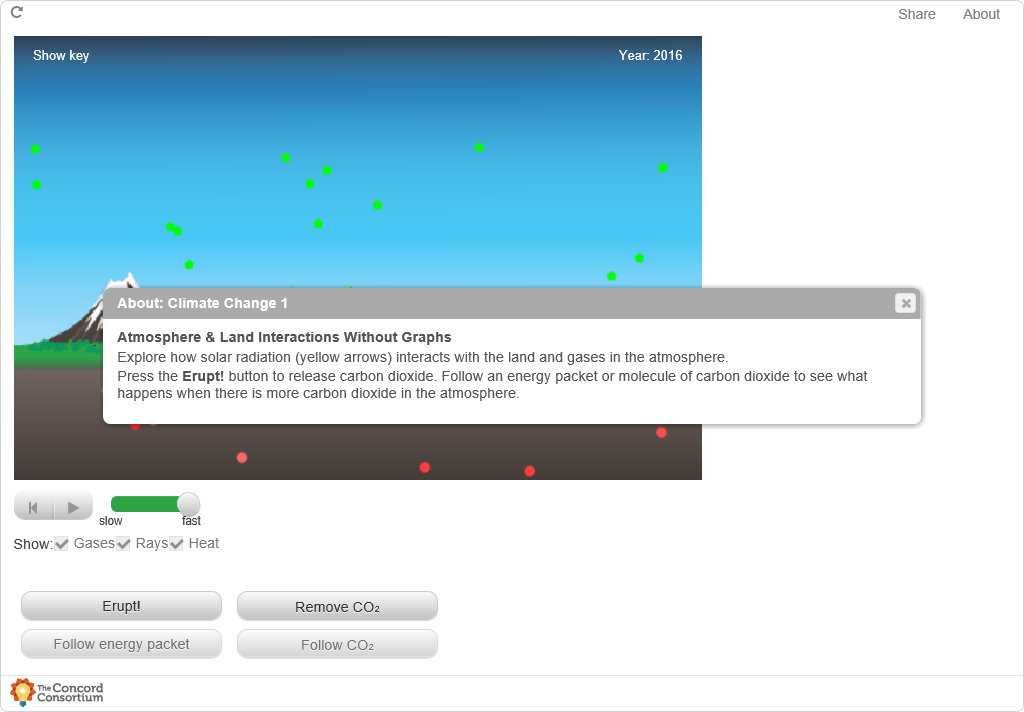 Share About
Show key
Year: 2016
About: Climate Change 1
Atmosphere & Land Interactions Without Graphs
Explore how solar radiation (yellow arrows) interacts with the land and gases in the atmosphere.
Press the Erupt! button to release carbon dioxide. Follow an energy packet or molecule of carbon dioxide to see what
happens when there is more carbon dioxide in the atmosphere.
slow fast
Show: Gases Rays Heat
Erupt! Remove CO₂
Follow energy packet Follow CO₂
The Concord
Consortium